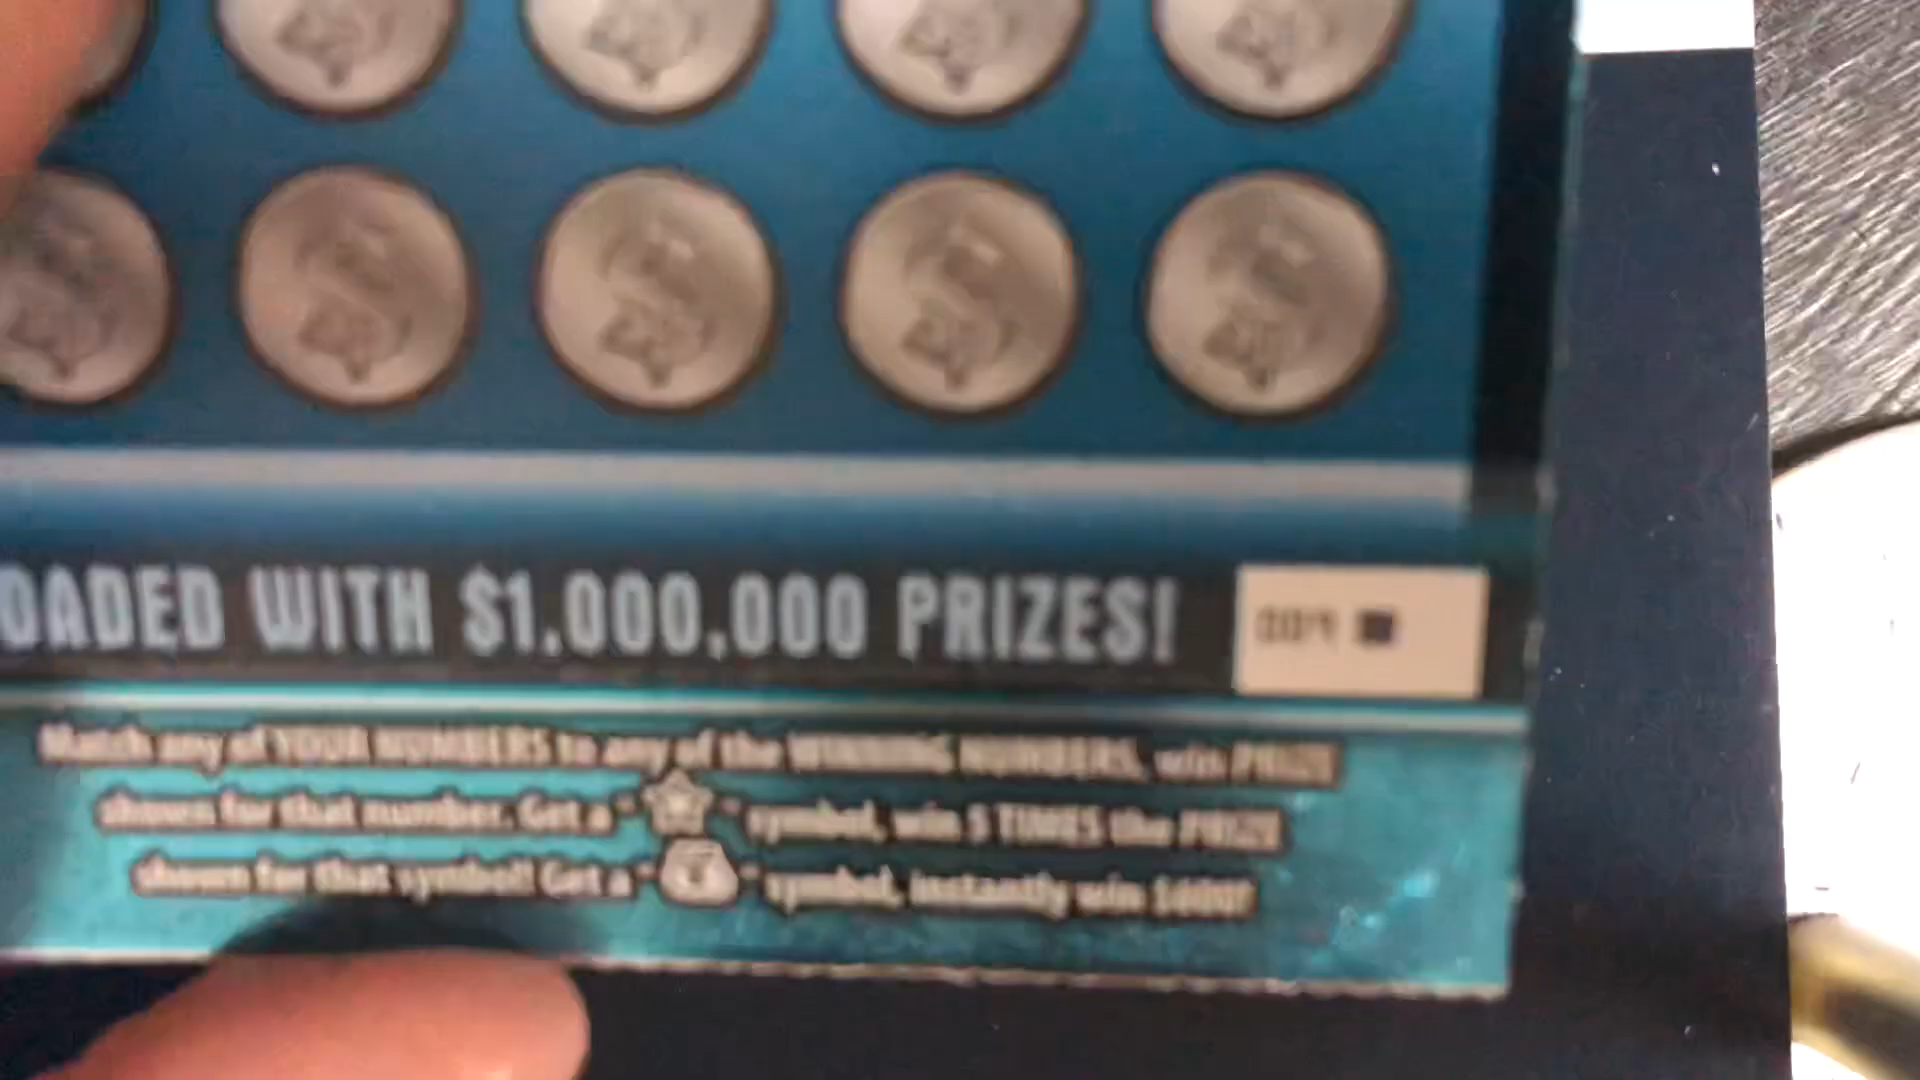 OADED WITH $1,000,000 PRIZES!
009
Match any of YOUR NUMBERS to any of the WINNING NUMBERS, win PRIZE
shown for that number. Get a " " symbol, win 5 TIMES the PRIZE
shown for that symbol! Get a " " symbol, instantly win